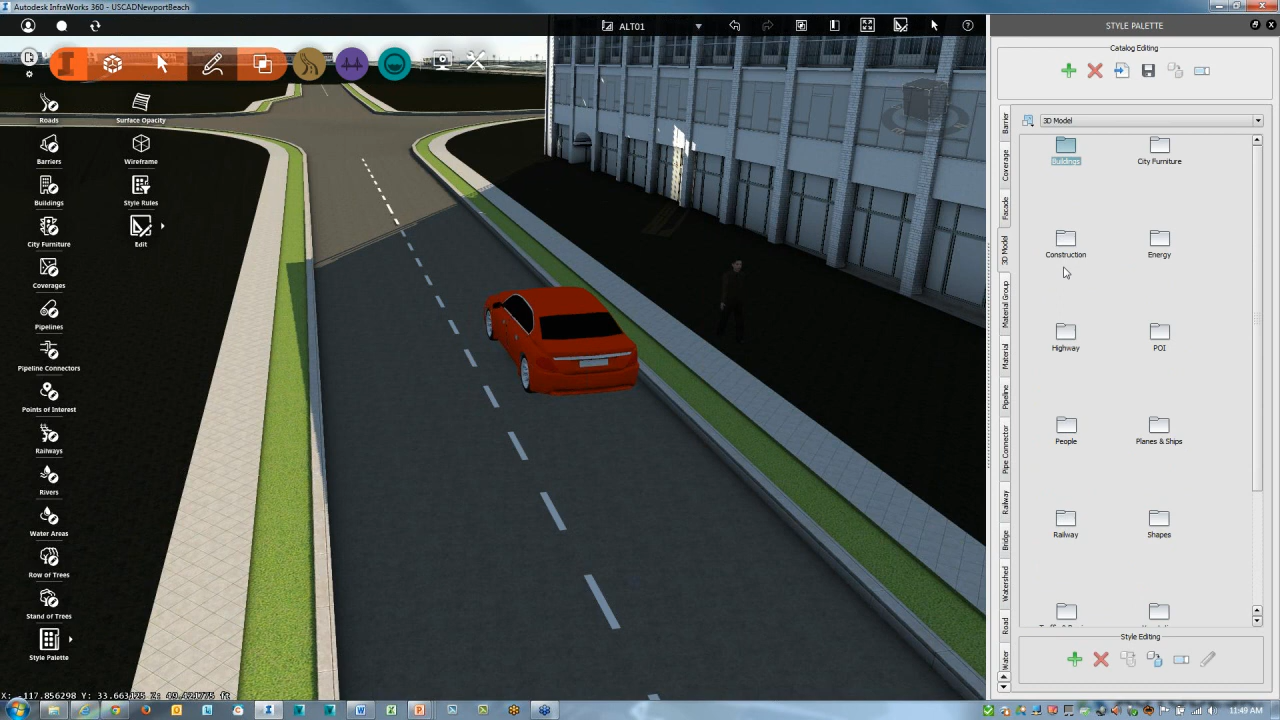 Autodesk InfraWorks 360 - USCADNewportBeach
ALT01
STYLE PALETTE
Catalog Editing
3D Model
Roads
Surface Opacity
Barriers
Wireframe
Buildings
Style Rules
City Furniture
Edit
Coverages
Pipelines
Pipeline Connectors
Points of Interest
Railways
Rivers
Water Areas
Row of Trees
Stand of Trees
Style Palette
Barrier
Coverage
Facade
3D Model
Material Group
Material
Pipeline
Pipe Connector
Railway
Bridge
Watershed
Road
Water
Buildings
City Furniture
Construction
Energy
Highway
POI
People
Planes & Ships
Railway
Shapes
Style Editing
X: -117.856298 Y:
11:49 AM